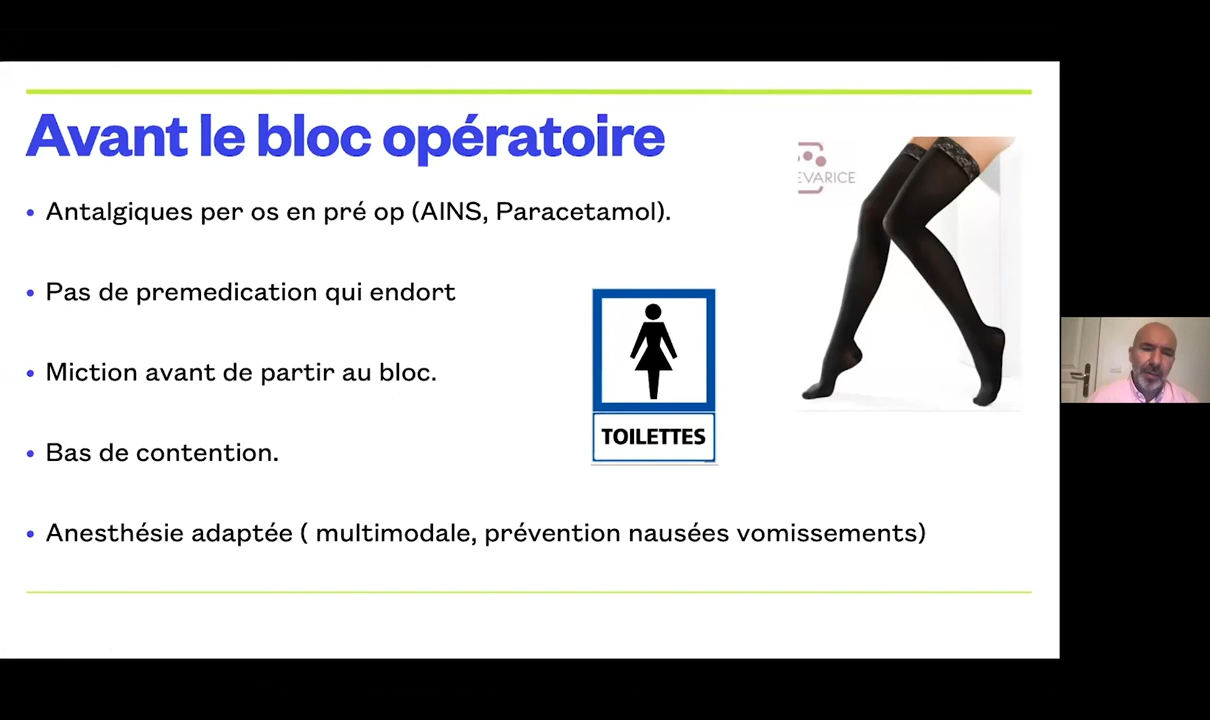 Avant le bloc opératoire
EVARICE
• Antalgiques per os en pré op (AINS, Paracetamol).
• Pas de premedication qui endort
• Miction avant de partir au bloc.
TOILETTES
• Bas de contention.
• Anesthésie adaptée ( multimodale, prévention nausées vomissements)